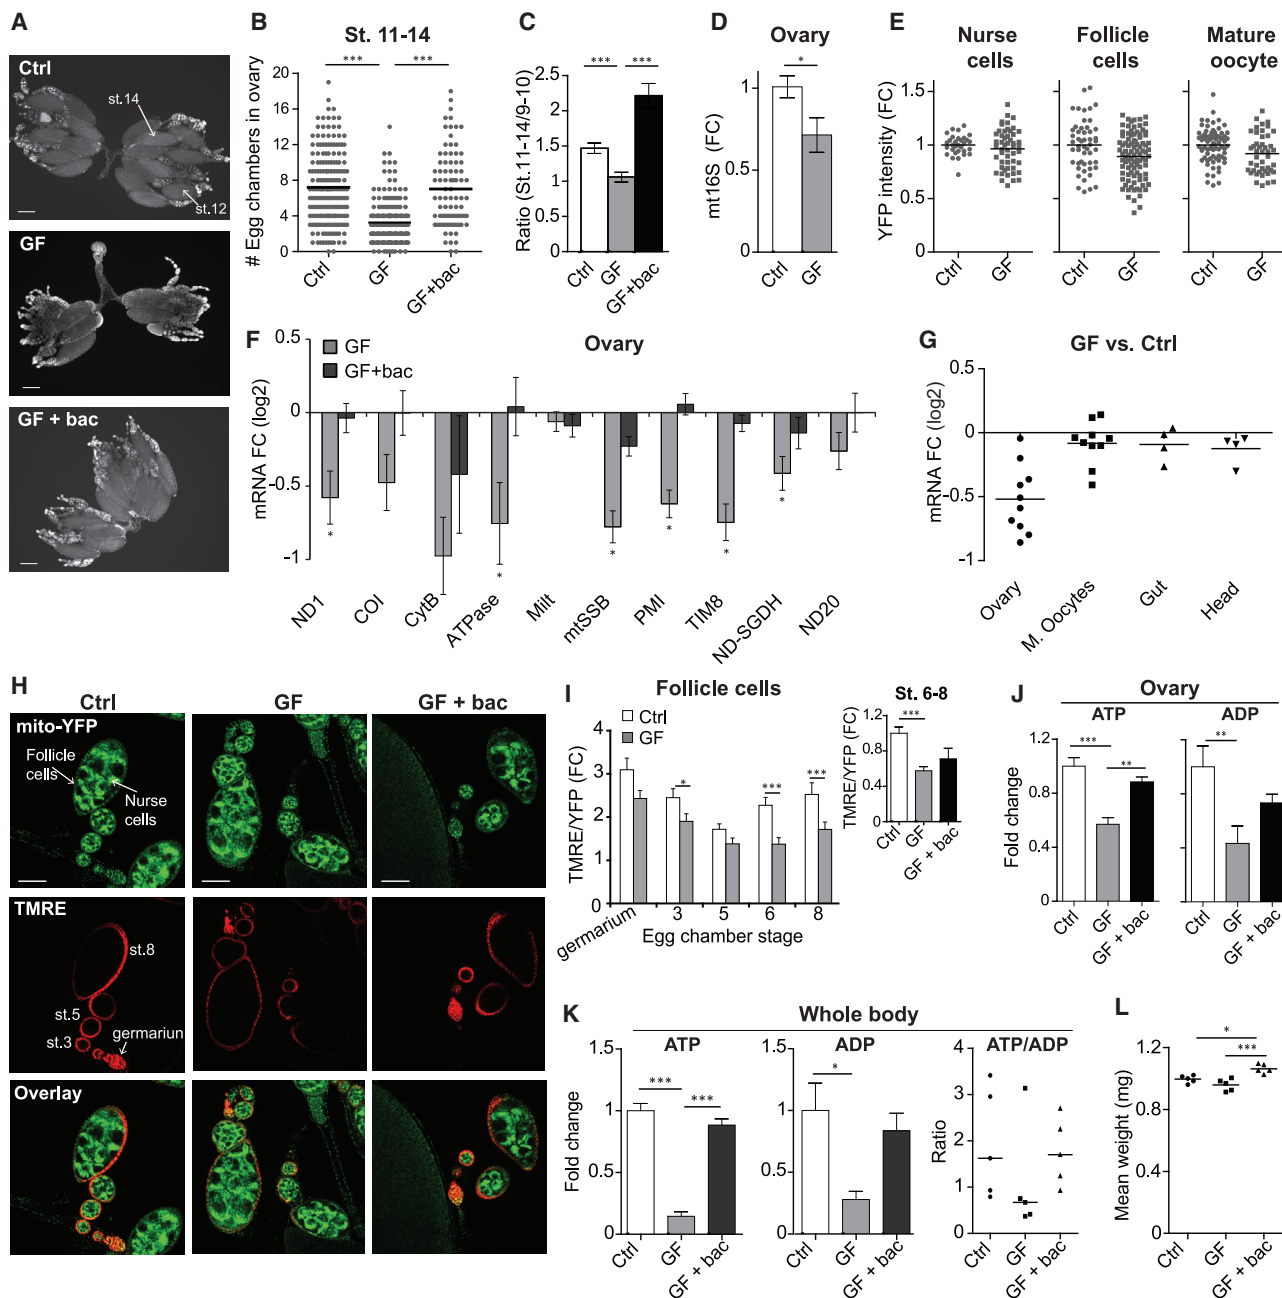 A
Ctrl
st.14
st.12
GF
GF + bac
B
St. 11-14
***
***
# Egg chambers in ovary
20
16
12
8
4
0
Ctrl
GF
GF+bac
C
***
***
Ratio (St.11-14/9-10)
2.5
2
1.5
1
.5
0
Ctrl
GF
GF+bac
D
Ovary
*
mt16S (FC)
1
0.5
0
Ctrl
GF
E
Nurse cells
Follicle cells
Mature oocyte
YFP intensity (FC)
1.5
1
0.5
0
Ctrl
GF
Ctrl
GF
Ctrl
GF
F
Ovary
GF
GF+bac
mRNA FC (log2)
0.5
0
-0.5
-1
*
*
*
*
*
*
ND1
COI
CytB
ATPase
Milt
mtSSB
PMI
TIM8
ND-SGDH
ND20
G
GF vs. Ctrl
mRNA FC (log2)
0.5
0
-0.5
-1
Ovary
M. Oocytes
Gut
Head
H
Ctrl
GF
GF + bac
mito-YFP
Follicle cells
Nurse cells
TMRE
st.8
st.5
st.3
germariun
Overlay
I
Follicle cells
Ctrl
GF
TMRE/YFP (FC)
4
3
2
1
0
*
***
***
germarium
3
5
6
8
Egg chamber stage
St. 6-8
***
TMRE/YFP (FC)
1.2
0.8
0.4
0
Ctrl
GF
GF + bac
J
Ovary
ATP
ADP
Fold change
1.2
0.8
0.4
0
***
**
**
Ctrl
GF
GF + bac
Ctrl
GF
GF + bac
K
Whole body
ATP
ADP
ATP/ADP
Fold change
1.5
1
0.5
0
***
***
Ctrl
GF
GF + bac
1.5
1
0.5
0
*
Ctrl
GF
GF + bac
Ratio
4
3
2
1
0
Ctrl
GF
GF + bac
L
*
***
Mean weight (mg)
1.2
0.8
0.4
0
Ctrl
GF
GF + bac